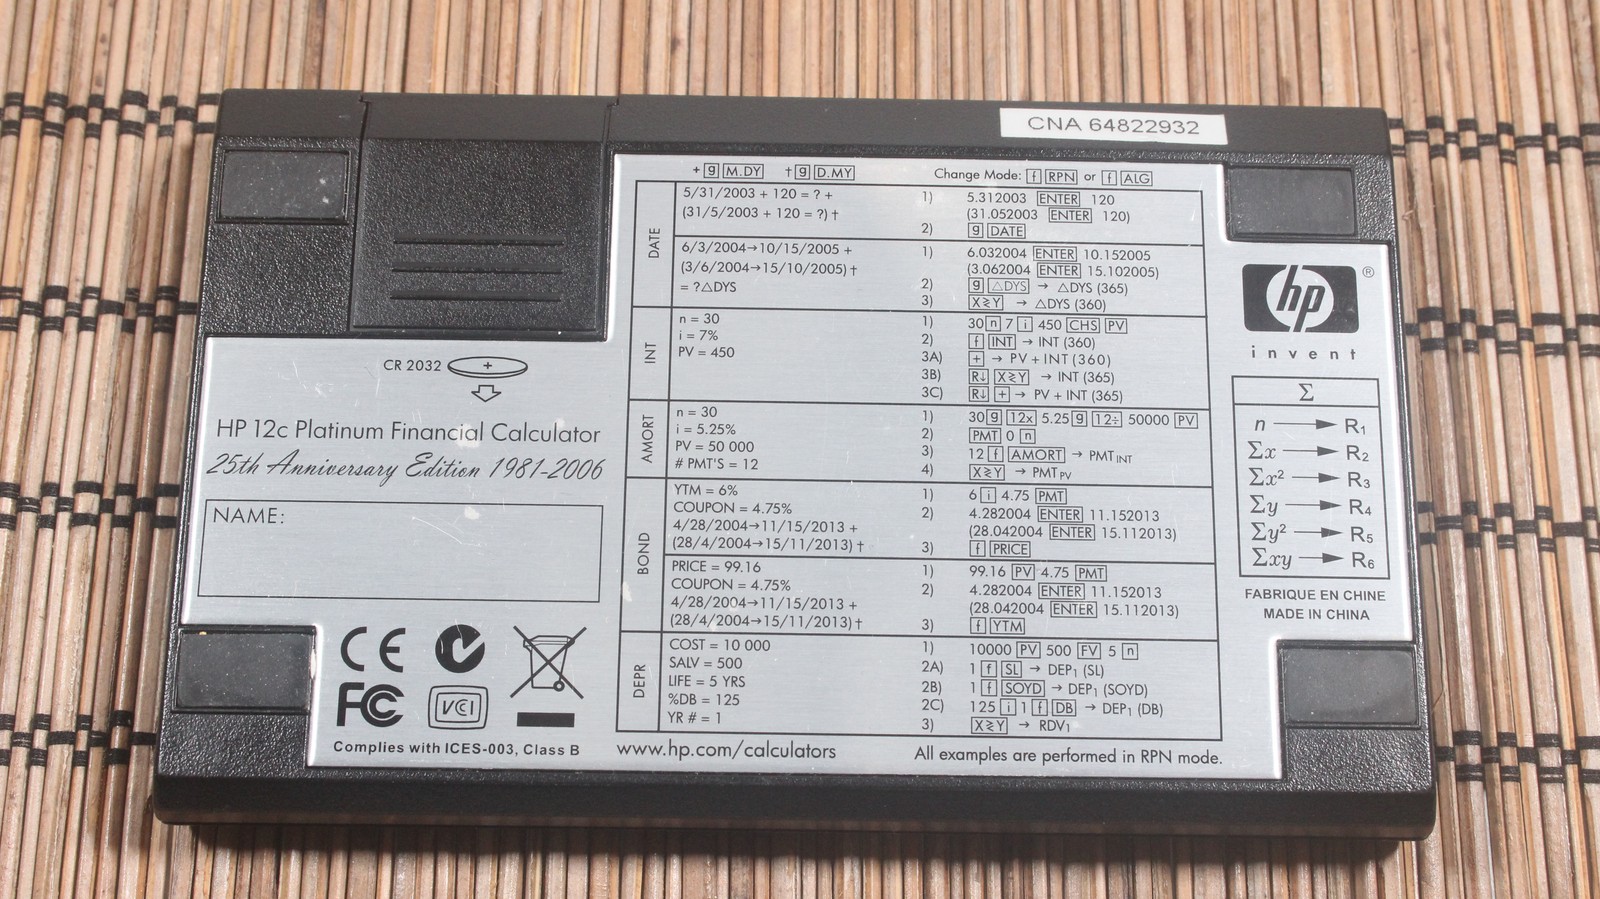 CNA 64822932
+ g M.DY † g D.MY
Change Mode: f RPN or f ALG
DATE
5/31/2003 + 120 = ? +
(31/5/2003 + 120 = ?) †
1) 5.312003 ENTER 120
(31.052003 ENTER 120)
2) g DATE
6/3/2004→10/15/2005 +
(3/6/2004→15/10/2005) †
= ?△DYS
1) 6.032004 ENTER 10.152005
(3.062004 ENTER 15.102005)
2) g △DYS → △DYS (365)
3) X≷Y → △DYS (360)
INT
n = 30
i = 7%
PV = 450
1) 30 n 7 i 450 CHS PV
2) f INT → INT (360)
3A) + → PV + INT (360)
3B) R↓ X≷Y → INT (365)
3C) R↓ + → PV + INT (365)
AMORT
n = 30
i = 5.25%
PV = 50 000
# PMT'S = 12
1) 30 g 12x 5.25 g 12÷ 50000 PV
2) PMT 0 n
3) 12 f AMORT → PMT INT
4) X≷Y → PMT PV
BOND
YTM = 6%
COUPON = 4.75%
4/28/2004→11/15/2013 +
(28/4/2004→15/11/2013) †
1) 6 i 4.75 PMT
2) 4.282004 ENTER 11.152013
(28.042004 ENTER 15.112013)
3) f PRICE
PRICE = 99.16
COUPON = 4.75%
4/28/2004→11/15/2013 +
(28/4/2004→15/11/2013) †
1) 99.16 PV 4.75 PMT
2) 4.282004 ENTER 11.152013
(28.042004 ENTER 15.112013)
3) f YTM
DEPR
COST = 10 000
SALV = 500
LIFE = 5 YRS
%DB = 125
YR # = 1
1) 10000 PV 500 FV 5 n
2A) 1 f SL → DEP₁ (SL)
2B) 1 f SOYD → DEP₁ (SOYD)
2C) 125 i 1 f DB → DEP₁ (DB)
3) X≷Y → RDV₁
www.hp.com/calculators
All examples are performed in RPN mode.
CR 2032 +
HP 12c Platinum Financial Calculator
25th Anniversary Edition 1981-2006
NAME:
CE
FC
VCI
Complies with ICES-003, Class B
hp ®
invent
Σ
n → R₁
Σx → R₂
Σx² → R₃
Σy → R₄
Σy² → R₅
Σxy → R₆
FABRIQUE EN CHINE
MADE IN CHINA